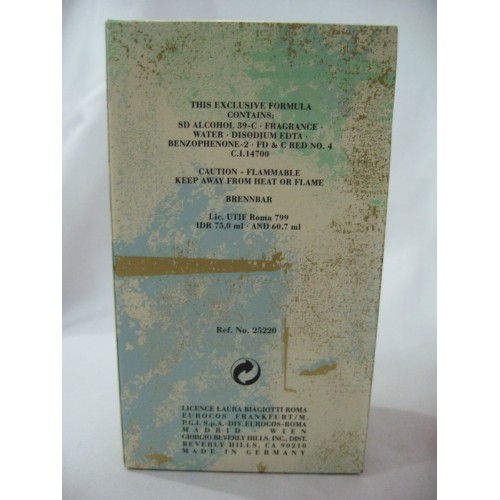 THIS EXCLUSIVE FORMULA
CONTAINS:
SD ALCOHOL 39-C · FRAGRANCE ·
WATER · DISODIUM EDTA ·
BENZOPHENONE-2 · FD & C RED NO. 4
C.I.14700
CAUTION - FLAMMABLE
KEEP AWAY FROM HEAT OR FLAME
BRENNBAR
Lic. UTIF Roma 799
IDR 75,0 ml · AND 60,7 ml
Ref. No. 25220
LICENCE LAURA BIAGIOTTI ROMA
EUROCOS FRANKFURT/M.
P.G.I. S.p.A.-DIV. EUROCOS-ROMA
MADRID - WIEN
GIORGIO BEVERLY HILLS, INC., DIST.
BEVERLY HILLS, CA 90210
MADE IN GERMANY